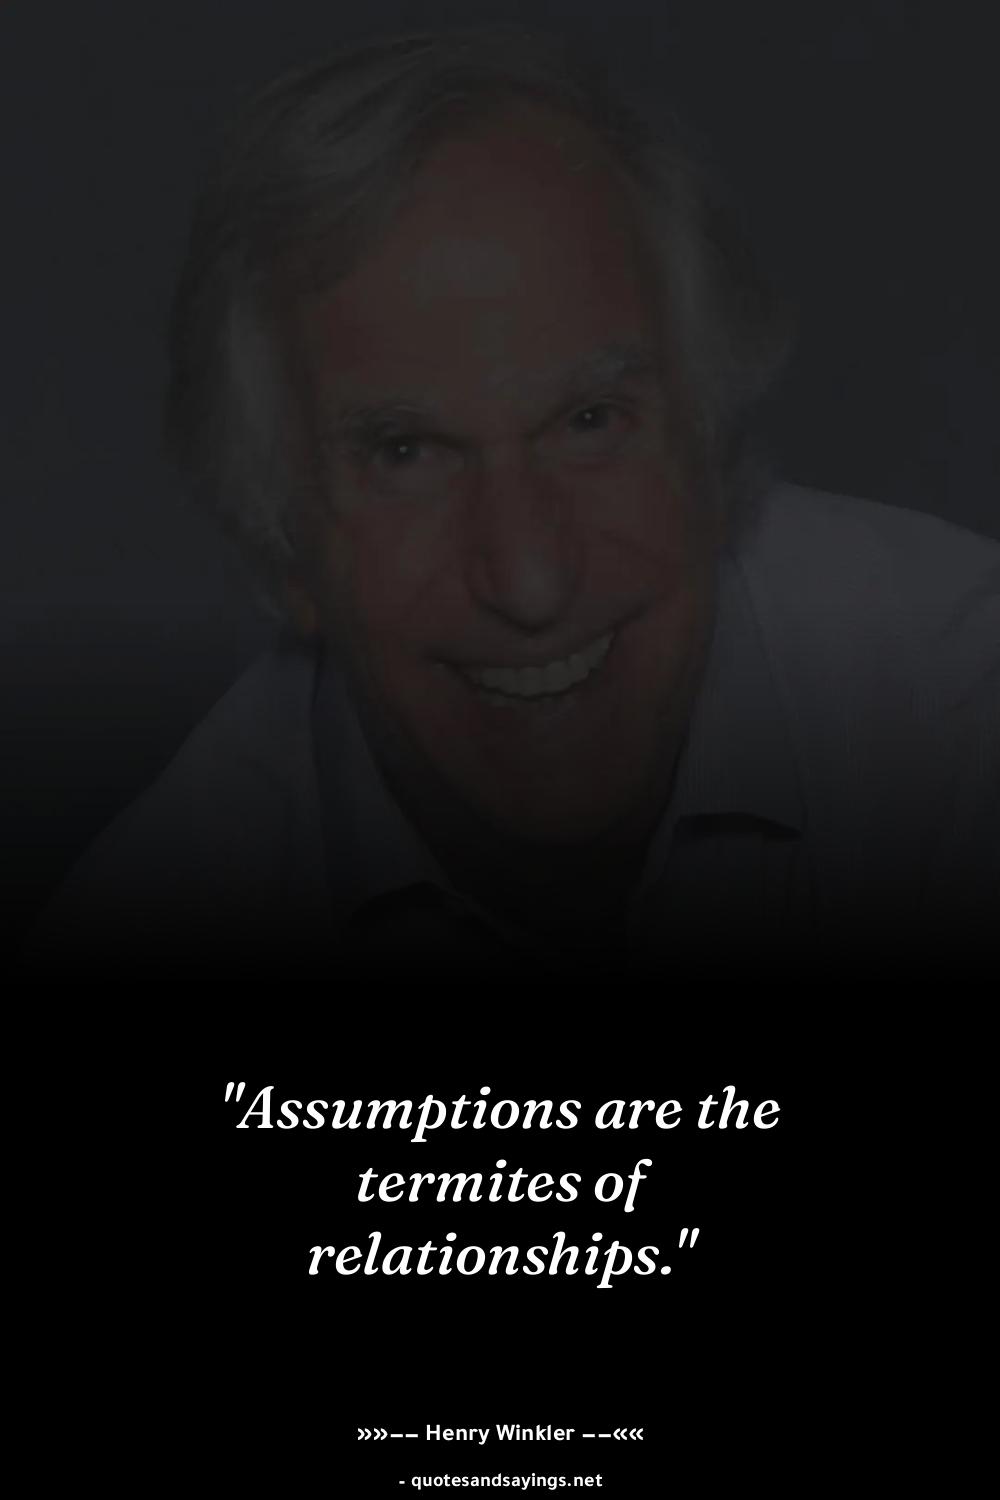 "Assumptions are the
termites of
relationships."
»»−− Henry Winkler −−««
- quotesandsayings.net